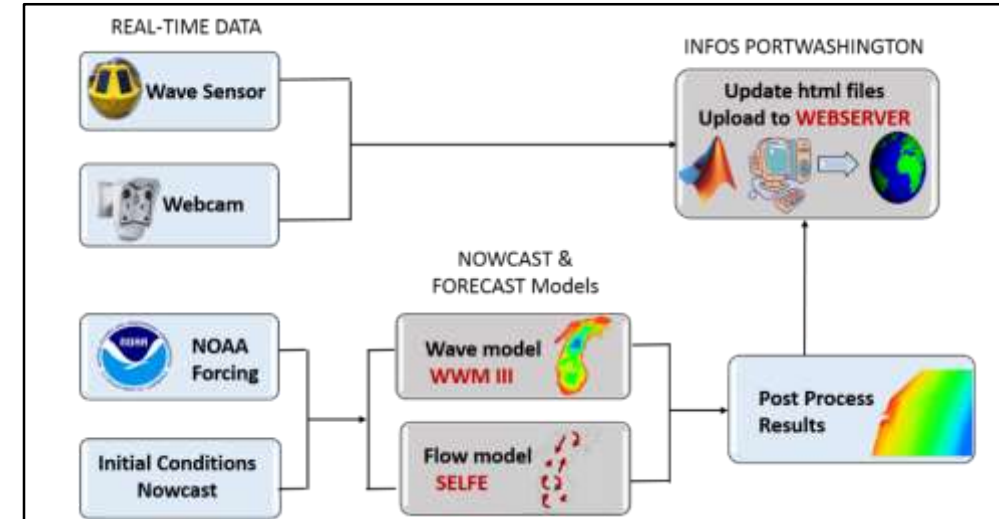 REAL-TIME DATA
Wave Sensor
Webcam
INFOS PORTWASHINGTON
Update html files
Upload to WEBSERVER
NOWCAST &
FORECAST Models
NOAA
NOAA
Forcing
Initial Conditions
Nowcast
Wave model
WWM III
Flow model
SELFE
Post Process
Results